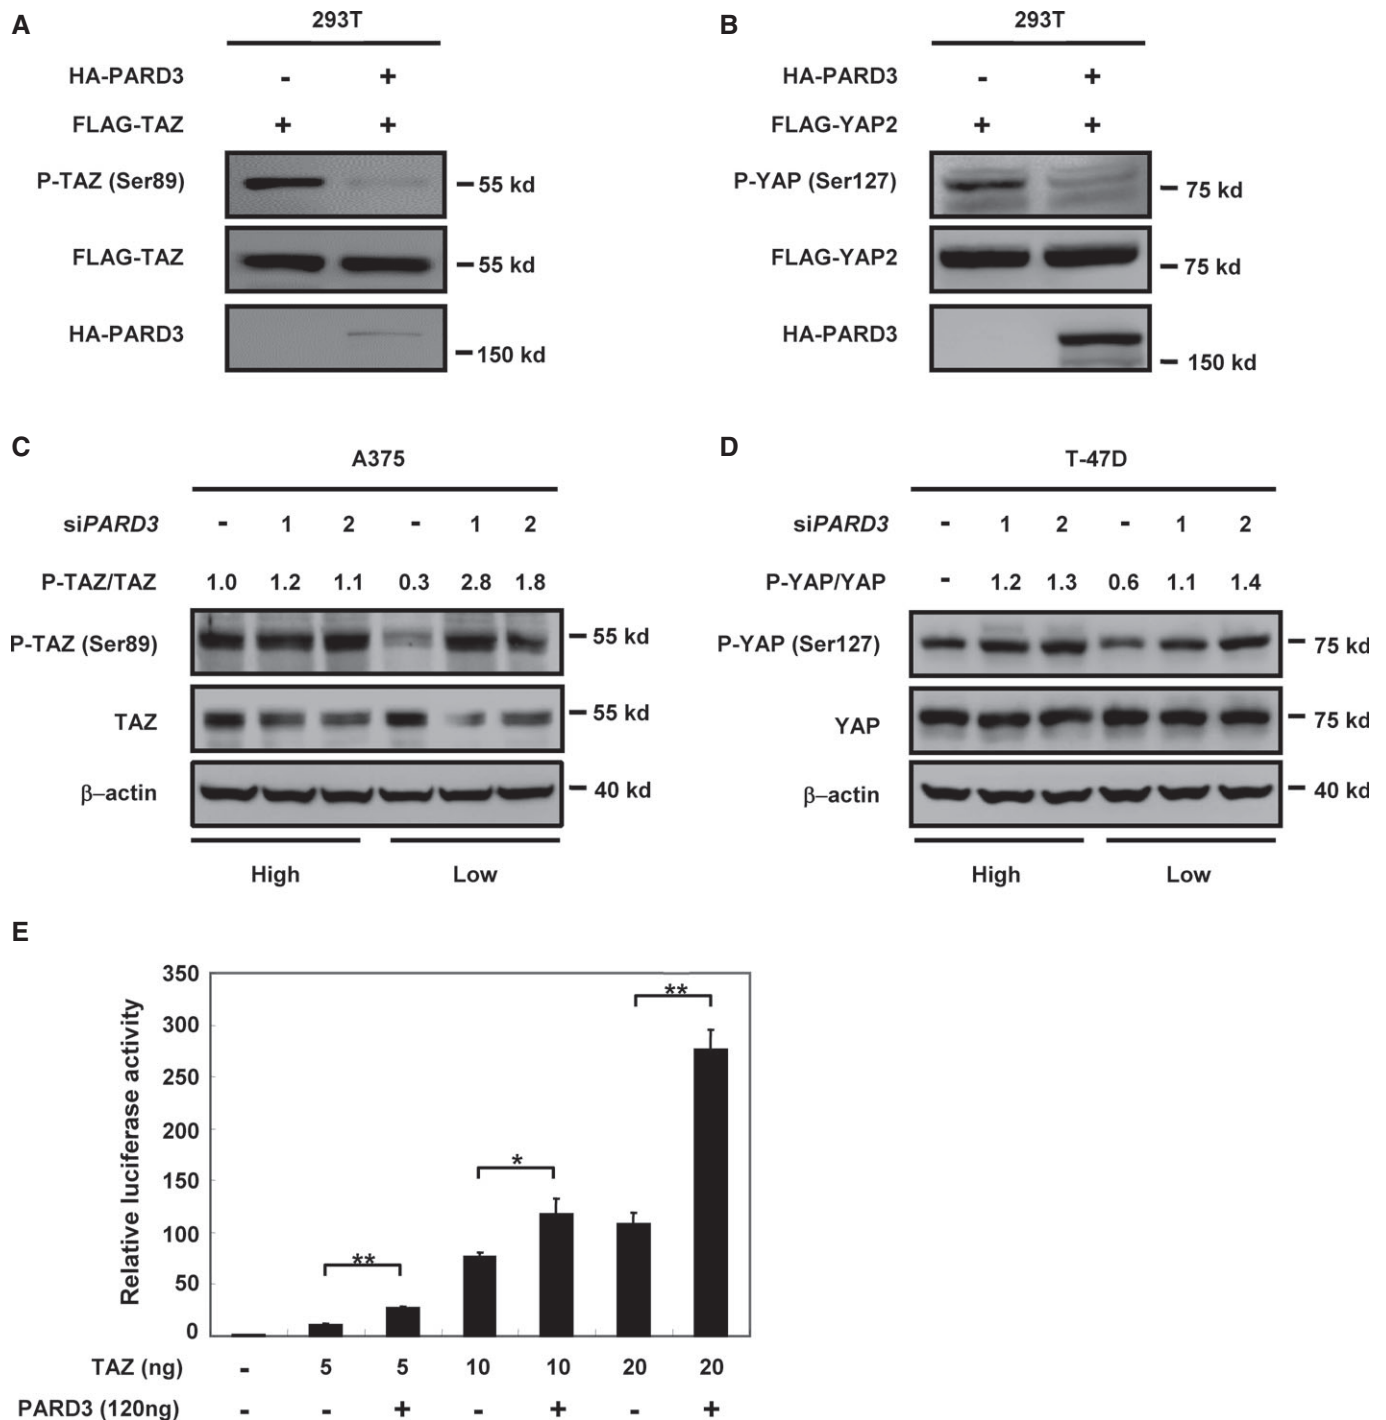 A
293T
HA-PARD3 - +
FLAG-TAZ + +
P-TAZ (Ser89) 55 kd
FLAG-TAZ 55 kd
HA-PARD3 150 kd
B
293T
HA-PARD3 - +
FLAG-YAP2 + +
P-YAP (Ser127) 75 kd
FLAG-YAP2 75 kd
HA-PARD3 150 kd
C
A375
siPARD3 - 1 2 - 1 2
P-TAZ/TAZ 1.0 1.2 1.1 0.3 2.8 1.8
P-TAZ (Ser89) 55 kd
TAZ 55 kd
β–actin 40 kd
High Low
D
T-47D
siPARD3 - 1 2 - 1 2
P-YAP/YAP - 1.2 1.3 0.6 1.1 1.4
P-YAP (Ser127) 75 kd
YAP 75 kd
β–actin 40 kd
High Low
E
Relative luciferase activity
350
300
250
200
150
100
50
0
**
*
**
TAZ (ng) - 5 5 10 10 20 20
PARD3 (120ng) - - + - + - +